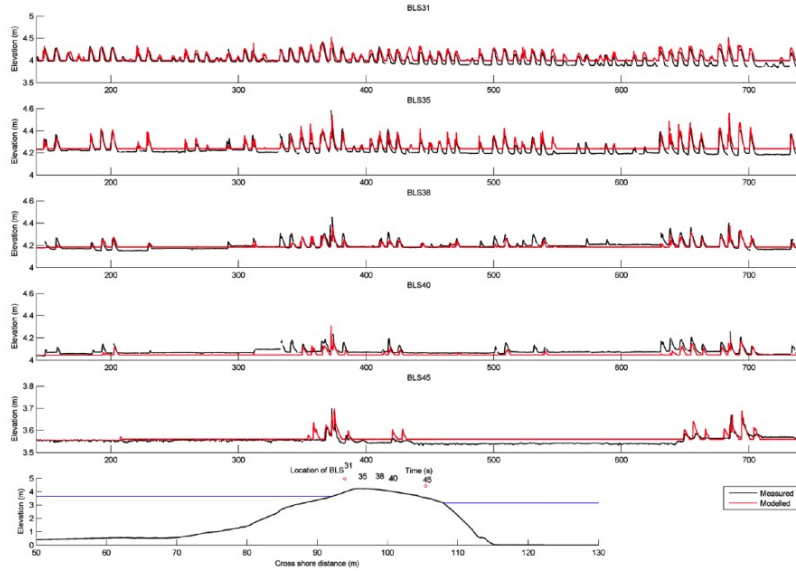 BLS31
Elevation (m)
5
4.5
4
3.5
200 300 400 500 600 700
BLS35
Elevation (m)
4.6
4.4
4.2
4
200 300 400 500 600 700
BLS38
Elevation (m)
4.6
4.4
4.2
4
200 300 400 500 600 700
BLS40
Elevation (m)
4.6
4.4
4.2
4
200 300 400 500 600 700
BLS45
Elevation (m)
3.8
3.7
3.6
3.5
200 300 400 500 600 700
Location of BLS 31 35 38 40 45
Time (s)
Elevation (m)
5
4
3
2
1
0
50 60 70 80 90 100 110 120 130
Cross shore distance (m)
Measured
Modelled